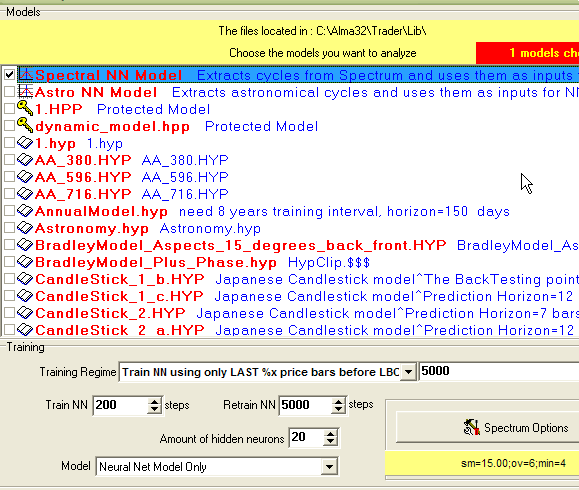 Models
The files located in : C:\Alma32\Trader\Lib\
Choose the models you want to analyze
1 models che
Spectral NN Model Extracts cycles from Spectrum and uses them as inputs f
Astro NN Model Extracts astronomical cycles and uses them as inputs for NN
1.HPP Protected Model
dynamic_model.hpp Protected Model
1.hyp 1.hyp
AA_380.HYP AA_380.HYP
AA_596.HYP AA_596.HYP
AA_716.HYP AA_716.HYP
AnnualModel.hyp need 8 years training interval, horizon=150 days
Astronomy.hyp Astronomy.hyp
BradleyModel_Aspects_15_degrees_back_front.HYP BradleyModel_As
BradleyModel_Plus_Phase.hyp HypClip.$$$
CandleStick_1_b.HYP Japanese Candlestick model^The BackTesting point
CandleStick_1_c.HYP Japanese Candlestick model^Prediction Horizon=12
CandleStick_2.HYP Japanese Candlestick model^Prediction Horizon=7 bars
CandleStick_2_a.HYP Japanese Candlestick model^Prediction Horizon=12
Training
Training Regime Train NN using only LAST %x price bars before LBC 5000
Train NN 200 steps Retrain NN 5000 steps
Amount of hidden neurons 20
Spectrum Options
Model Neural Net Model Only
sm=15.00;ov=6;min=4